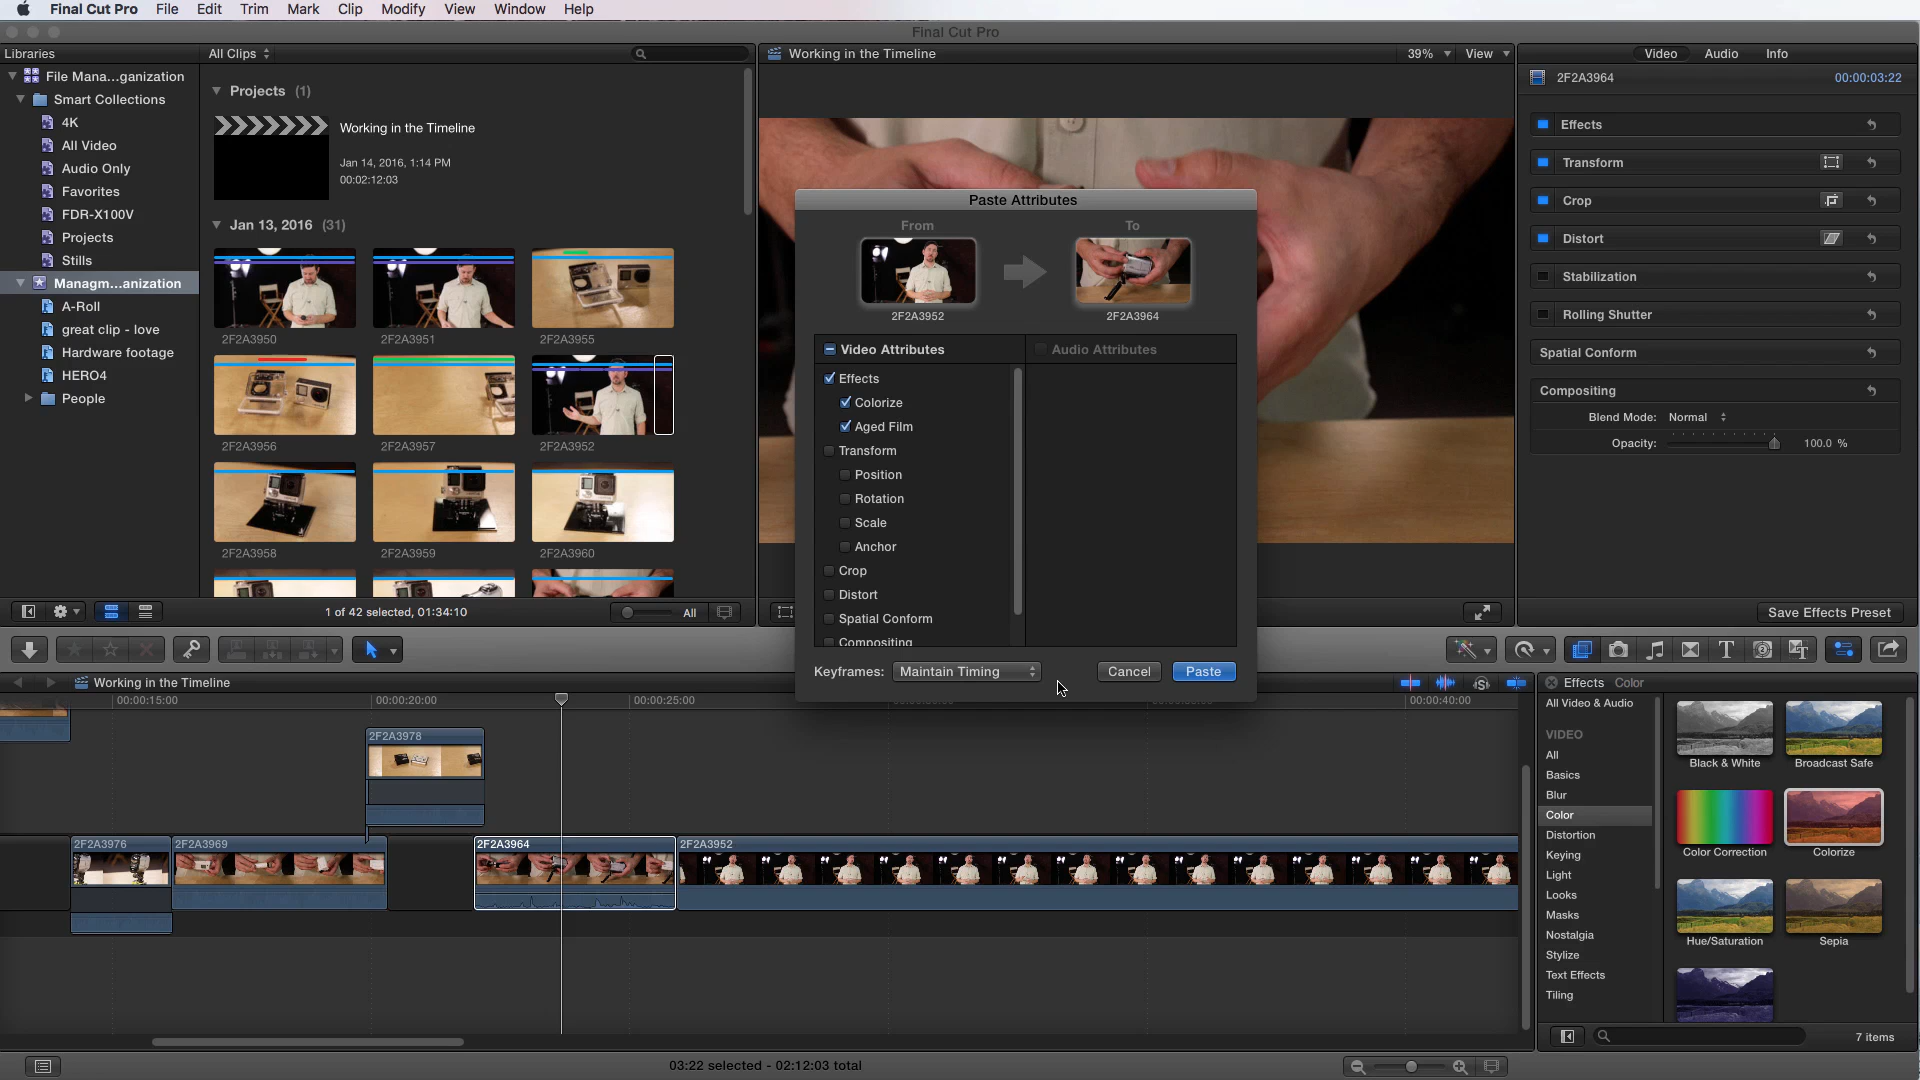 Final Cut Pro File Edit Trim Mark Clip Modify View Window Help
Final Cut Pro
Libraries
All Clips
Working in the Timeline
39%
View
Video
Audio
Info
File Mana...ganization
Smart Collections
4K
All Video
Audio Only
Favorites
FDR-X100V
Projects
Stills
Managm...anization
A-Roll
great clip - love
Hardware footage
HERO4
People
Projects (1)
Working in the Timeline
Jan 14, 2016, 1:14 PM
00:02:12:03
Jan 13, 2016 (31)
2F2A3950
2F2A3951
2F2A3955
2F2A3956
2F2A3957
2F2A3952
2F2A3958
2F2A3959
2F2A3960
1 of 42 selected, 01:34:10
All
Paste Attributes
From
To
2F2A3952
2F2A3964
Video Attributes
Audio Attributes
Effects
Colorize
Aged Film
Transform
Position
Rotation
Scale
Anchor
Crop
Distort
Spatial Conform
Compositing
Keyframes: Maintain Timing
Cancel
Paste
2F2A3964
00:00:03:22
Effects
Transform
Crop
Distort
Stabilization
Rolling Shutter
Spatial Conform
Compositing
Blend Mode: Normal
Opacity: 100.0 %
Save Effects Preset
Working in the Timeline
00:00:15:00
00:00:20:00
00:00:25:00
00:00:40:00
2F2A3978
2F2A3976
2F2A3969
2F2A3964
2F2A3952
Effects Color
All Video & Audio
VIDEO
All
Basics
Blur
Color
Distortion
Keying
Light
Looks
Masks
Nostalgia
Stylize
Text Effects
Tiling
Black & White
Broadcast Safe
Color Correction
Colorize
Hue/Saturation
Sepia
7 items
03:22 selected - 02:12:03 total